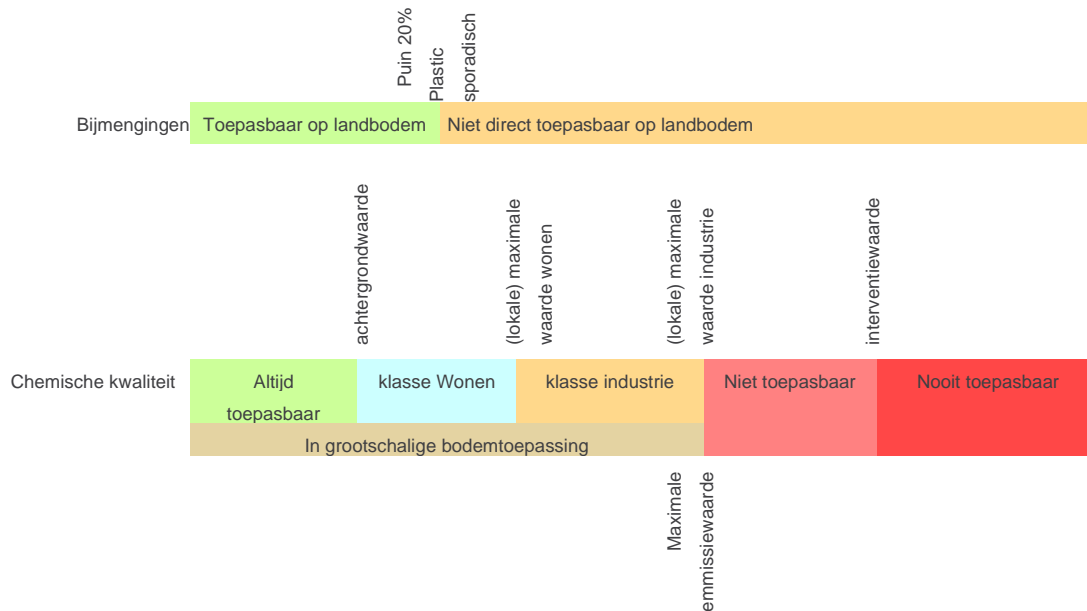 Puin 20%
Plastic
sporadisch
Bijmengingen
Toepasbaar op landbodem
Niet direct toepasbaar op landbodem
achtergrondwaarde
(lokale) maximale
waarde wonen
(lokale) maximale
waarde industrie
interventiewaarde
Chemische kwaliteit
Altijd
toepasbaar
klasse Wonen
klasse industrie
Niet toepasbaar
Nooit toepasbaar
In grootschalige bodemtoepassing
Maximale
emmissiewaarde